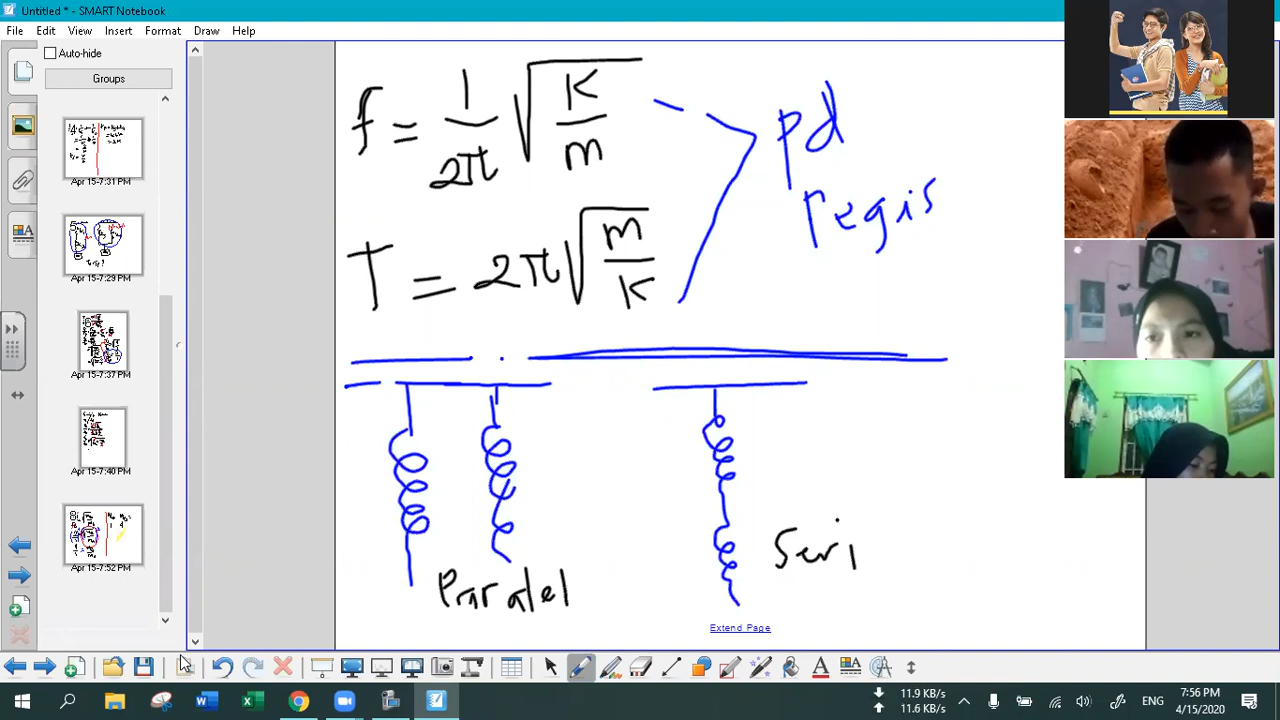 Untitled * - SMART Notebook
File Edit View Insert Format Draw Help
Auto-hide
Groups
Apr 15-7:31 PM
Apr 15-7:29 PM
Apr 15-7:37 PM
Apr 15-7:40 PM
Apr 15-7:52 PM
f = 1/2π √K/m
pd
Pegis
T = 2π √m/K
Paralel
Seri
Extend Page
11.9 KB/s
11.6 KB/s
ENG
7:56 PM
4/15/2020